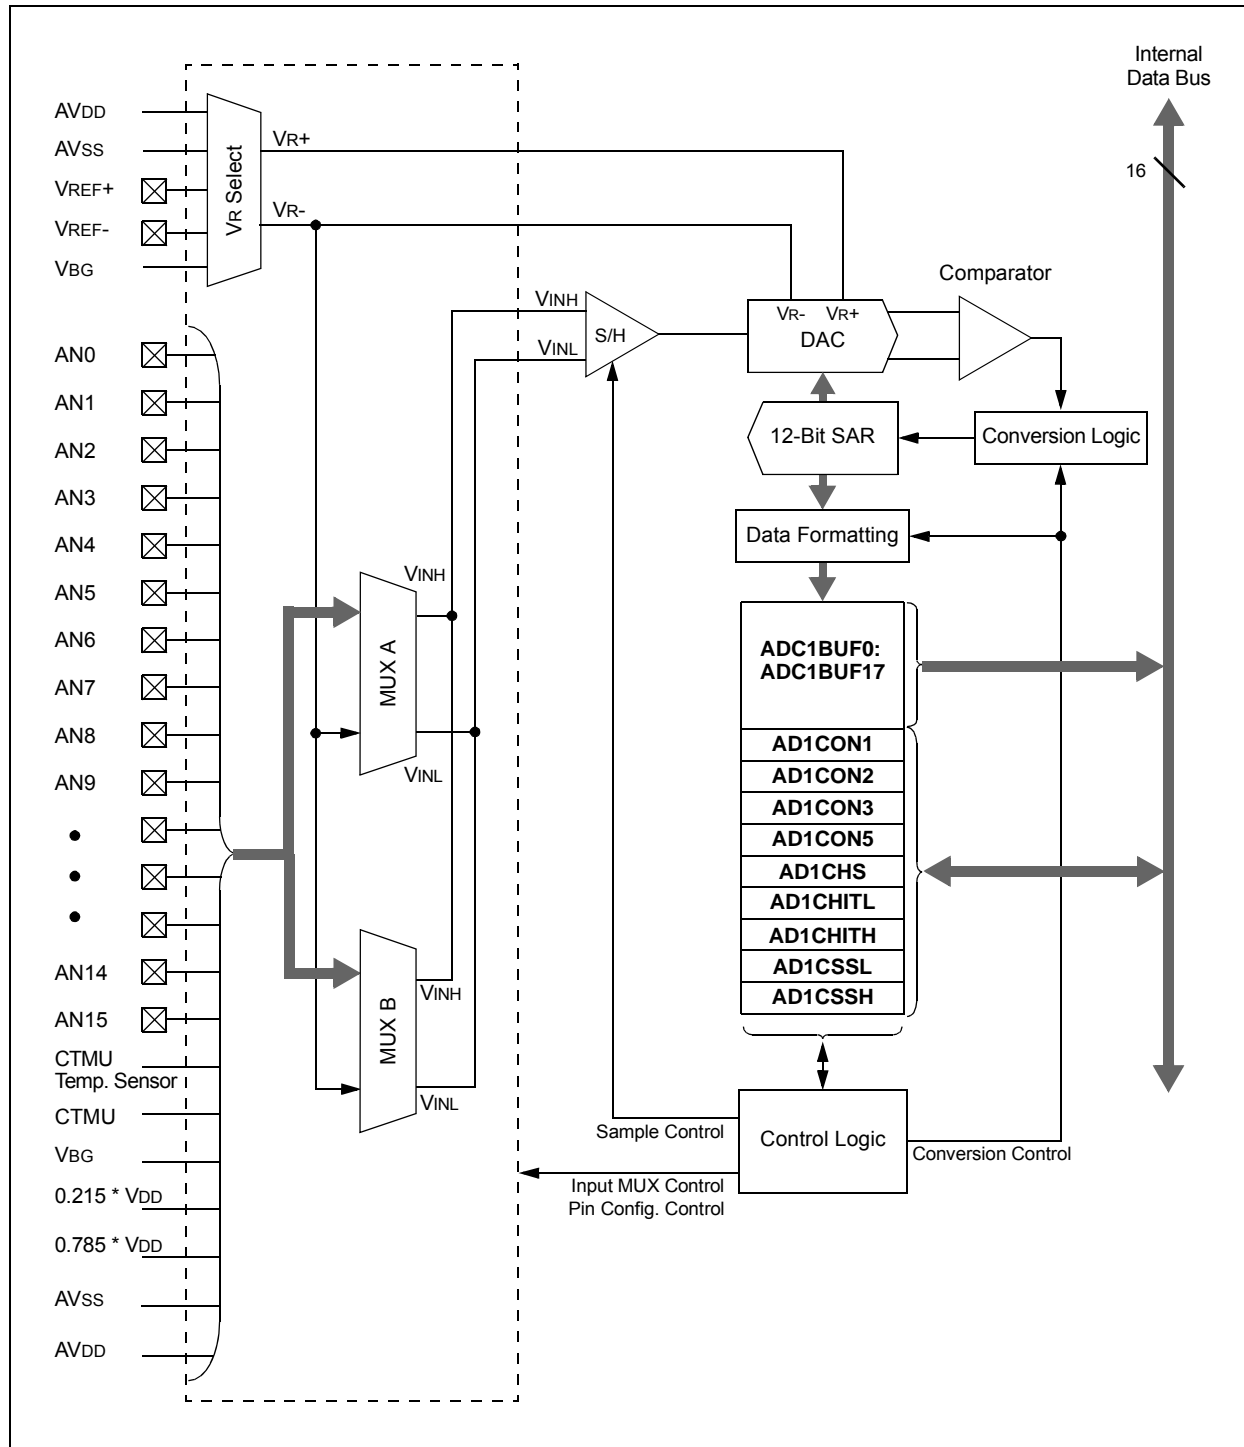 Internal
Data Bus
16
AVDD
AVSS
VREF+
VREF-
VBG
VR Select
VR+
VR-
Comparator
VINH
VINL
S/H
VR- VR+
DAC
12-Bit SAR
Conversion Logic
Data Formatting
AN0
AN1
AN2
AN3
AN4
AN5
AN6
AN7
AN8
AN9
AN14
AN15
CTMU
Temp. Sensor
CTMU
VBG
0.215 * VDD
0.785 * VDD
AVSS
AVDD
VINH
MUX A
VINL
VINH
MUX B
VINL
ADC1BUF0:
ADC1BUF17
AD1CON1
AD1CON2
AD1CON3
AD1CON5
AD1CHS
AD1CHITL
AD1CHITH
AD1CSSL
AD1CSSH
Control Logic
Sample Control
Conversion Control
Input MUX Control
Pin Config. Control